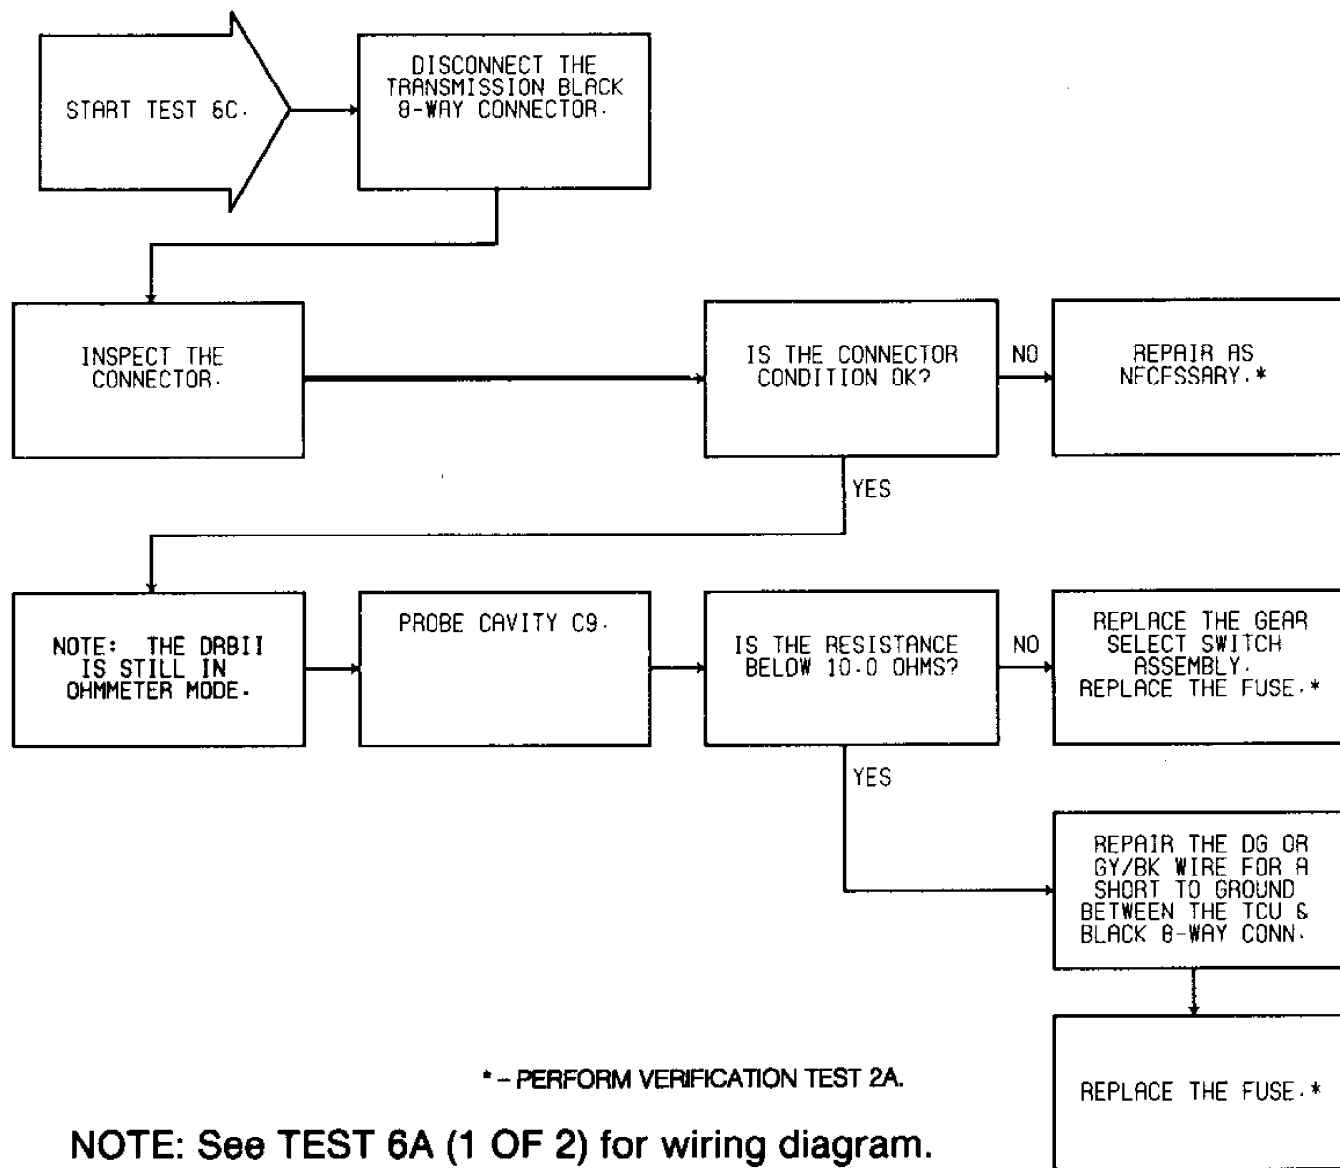 START TEST 6C.
DISCONNECT THE
TRANSMISSION BLACK
8-WAY CONNECTOR.
INSPECT THE
CONNECTOR.
IS THE CONNECTOR
CONDITION OK?
NO
REPAIR AS
NECESSARY.*
YES
NOTE: THE DRBII
IS STILL IN
OHMMETER MODE.
PROBE CAVITY C9.
IS THE RESISTANCE
BELOW 10.0 OHMS?
NO
REPLACE THE GEAR
SELECT SWITCH
ASSEMBLY.
REPLACE THE FUSE.*
YES
REPAIR THE DG OR
GY/BK WIRE FOR A
SHORT TO GROUND
BETWEEN THE TCU &
BLACK 8-WAY CONN.
REPLACE THE FUSE.*
* - PERFORM VERIFICATION TEST 2A.
NOTE: See TEST 6A (1 OF 2) for wiring diagram.